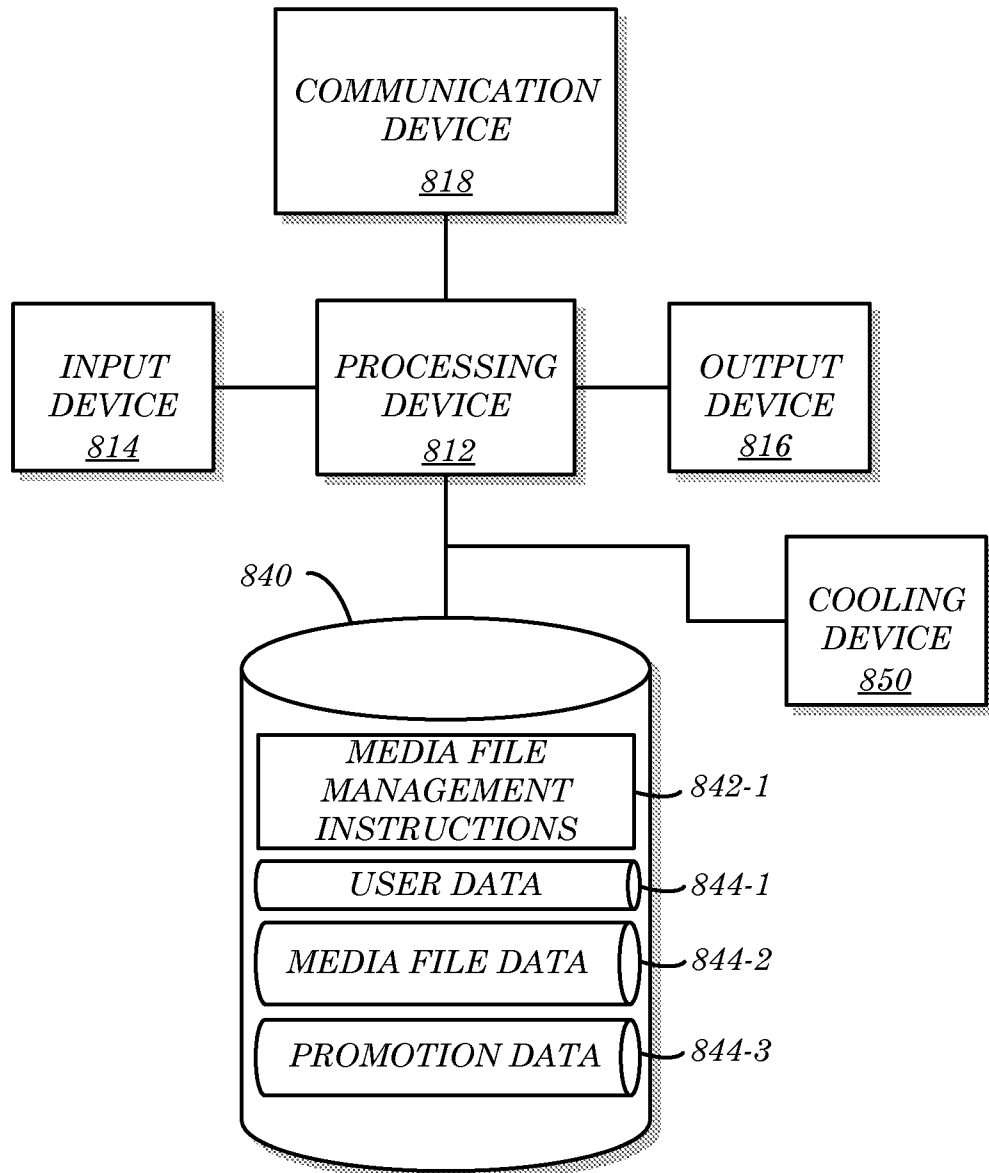 COMMUNICATION
DEVICE
818
INPUT
DEVICE
814
PROCESSING
DEVICE
812
OUTPUT
DEVICE
816
840
COOLING
DEVICE
850
MEDIA FILE
MANAGEMENT
INSTRUCTIONS
842-1
USER DATA
844-1
MEDIA FILE DATA
844-2
PROMOTION DATA
844-3